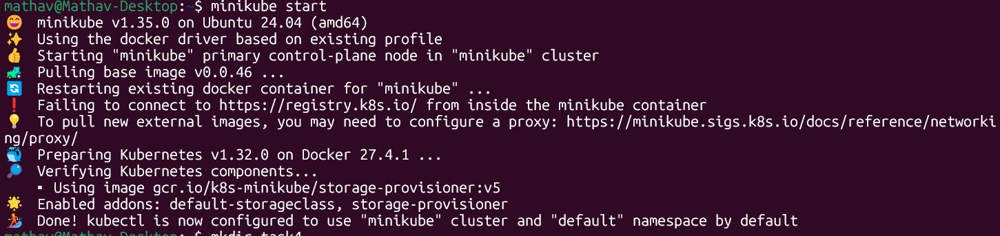 mathav@Mathav-Desktop:~$ minikube start
😄  minikube v1.35.0 on Ubuntu 24.04 (amd64)
✨  Using the docker driver based on existing profile
👍  Starting "minikube" primary control-plane node in "minikube" cluster
🚜  Pulling base image v0.0.46 ...
🔄  Restarting existing docker container for "minikube" ...
❗  Failing to connect to https://registry.k8s.io/ from inside the minikube container
💡  To pull new external images, you may need to configure a proxy: https://minikube.sigs.k8s.io/docs/reference/networki
ng/proxy/
🐳  Preparing Kubernetes v1.32.0 on Docker 27.4.1 ...
🔎  Verifying Kubernetes components...
    ▪ Using image gcr.io/k8s-minikube/storage-provisioner:v5
🌟  Enabled addons: default-storageclass, storage-provisioner
🏄  Done! kubectl is now configured to use "minikube" cluster and "default" namespace by default
mathav@Mathav-Desktop:~$ mkdir task4